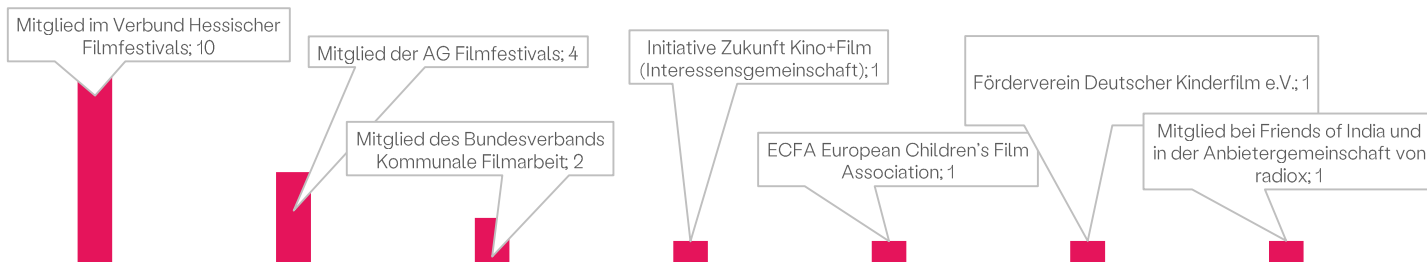 Mitglied im Verbund Hessischer
Filmfestivals; 10
Mitglied der AG Filmfestivals; 4
Mitglied des Bundesverbands
Kommunale Filmarbeit; 2
Initiative Zukunft Kino+Film
(Interessensgemeinschaft); 1
ECFA European Children's Film
Association; 1
Förderverein Deutscher Kinderfilm e.V.; 1
Mitglied bei Friends of India und
in der Anbietergemeinschaft von
radiox; 1